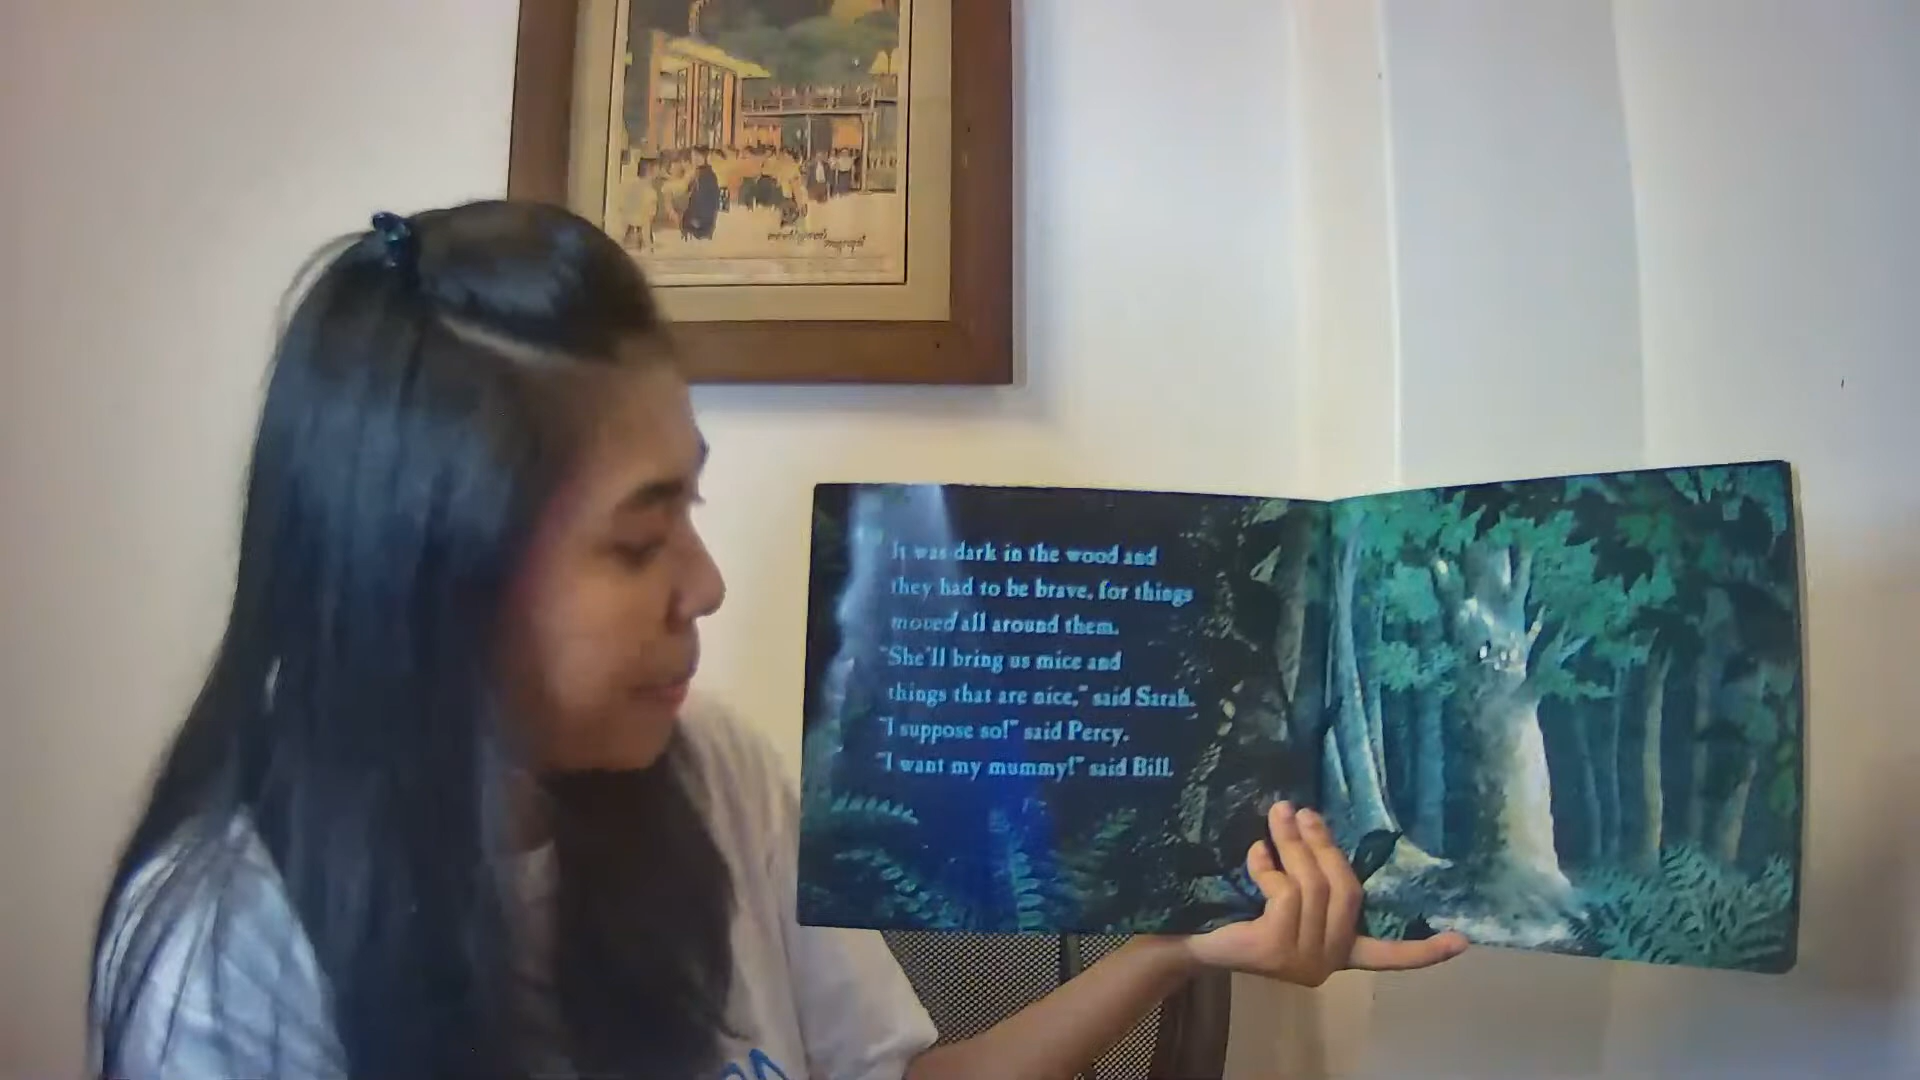 It was dark in the wood and
they had to be brave, for things
moved all around them.
"She'll bring us mice and
things that are nice," said Sarah.
"I suppose so!" said Percy.
"I want my mummy!" said Bill.